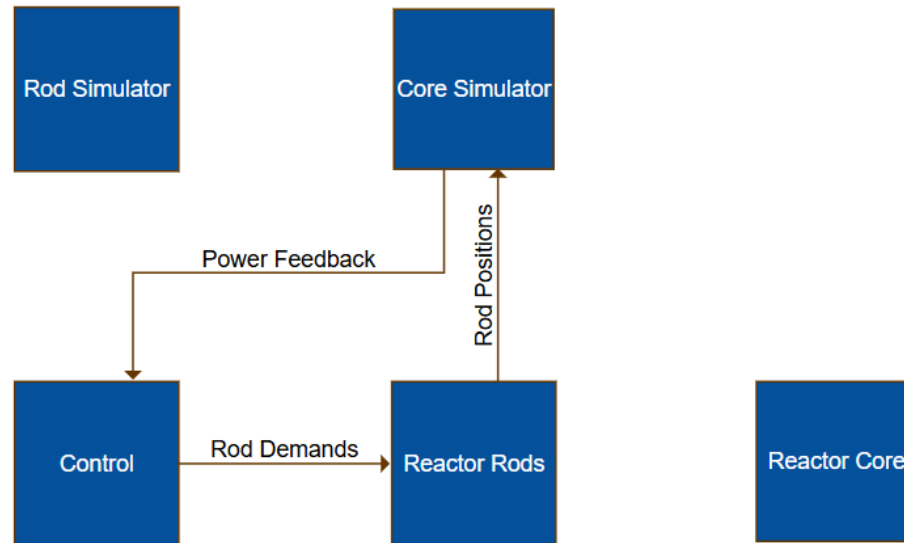 Rod Simulator
Core Simulator
Power Feedback
Rod Positions
Control
Rod Demands
Reactor Rods
Reactor Core